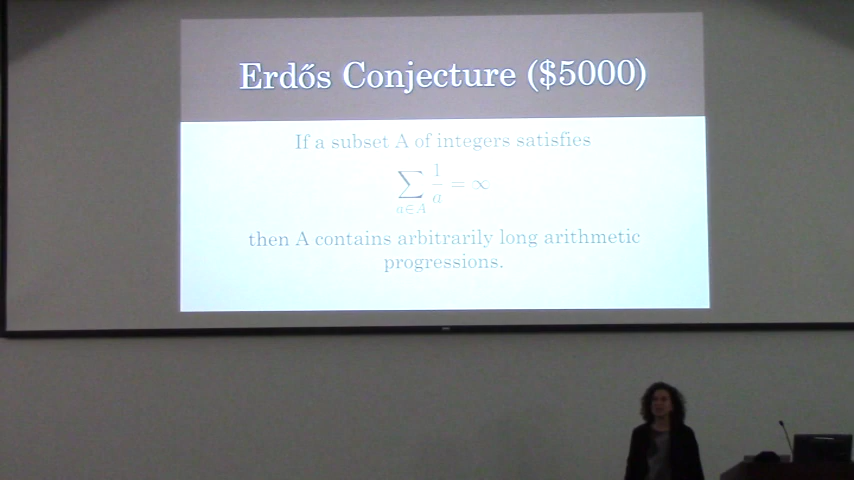 Erdős Conjecture ($5000)
If a subset A of integers satisfies
∑_{a∈A} 1/a = ∞
then A contains arbitrarily long arithmetic
progressions.